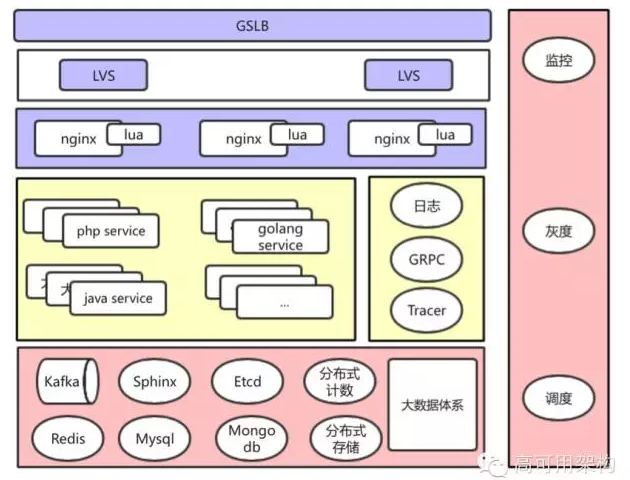 GSLB
监控
LVS
LVS
nginx
lua
nginx
lua
nginx
lua
php service
golang
service
日志
灰度
GRPC
java service
...
Tracer
Kafka
Sphinx
Etcd
分布式
计数
大数据体系
调度
Redis
Mysql
Mongo
db
分布式
存储
高可用架构